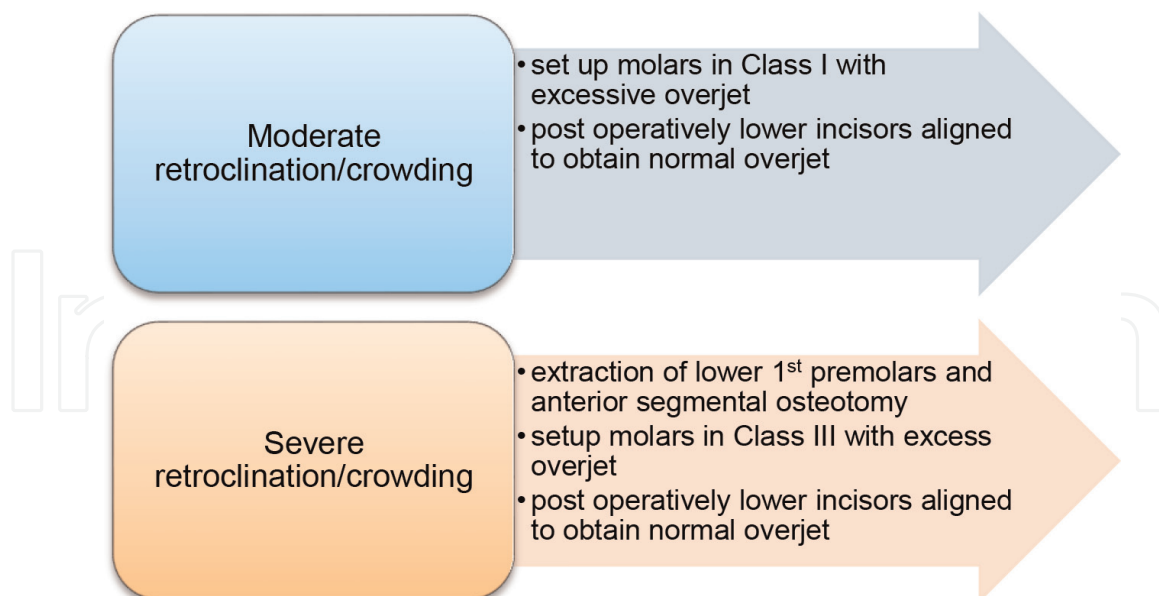 Moderate
retroclination/crowding
• set up molars in Class I with
excessive overjet
• post operatively lower incisors aligned
to obtain normal overjet
Severe
retroclination/crowding
• extraction of lower 1st premolars and
anterior segmental osteotomy
• setup molars in Class III with excess
overjet
• post operatively lower incisors aligned
to obtain normal overjet